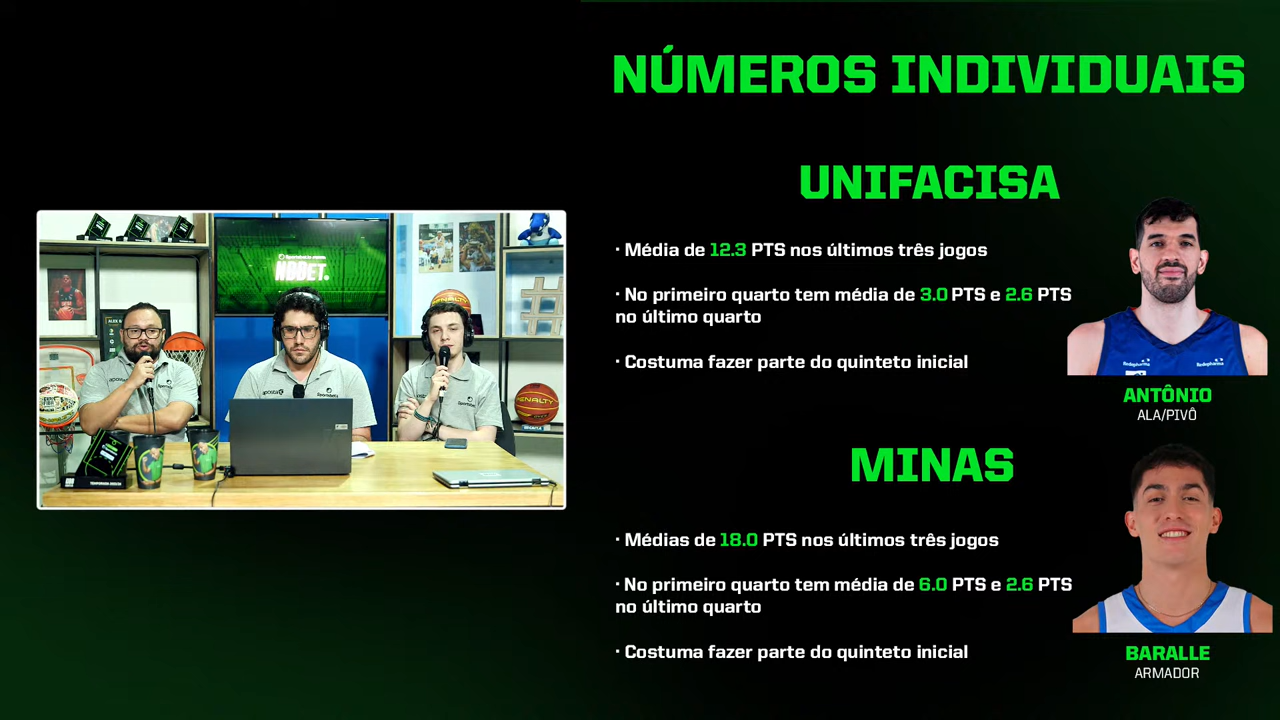 NÚMEROS INDIVIDUAIS
UNIFACISA
· Média de 12.3 PTS nos últimos três jogos
· No primeiro quarto tem média de 3.0 PTS e 2.6 PTS
no último quarto
· Costuma fazer parte do quinteto inicial
ANTÔNIO
ALA/PIVÔ
MINAS
· Médias de 18.0 PTS nos últimos três jogos
· No primeiro quarto tem média de 6.0 PTS e 2.6 PTS
no último quarto
· Costuma fazer parte do quinteto inicial
BARALLE
ARMADOR
NBBET.
PENALTY
PENALTY